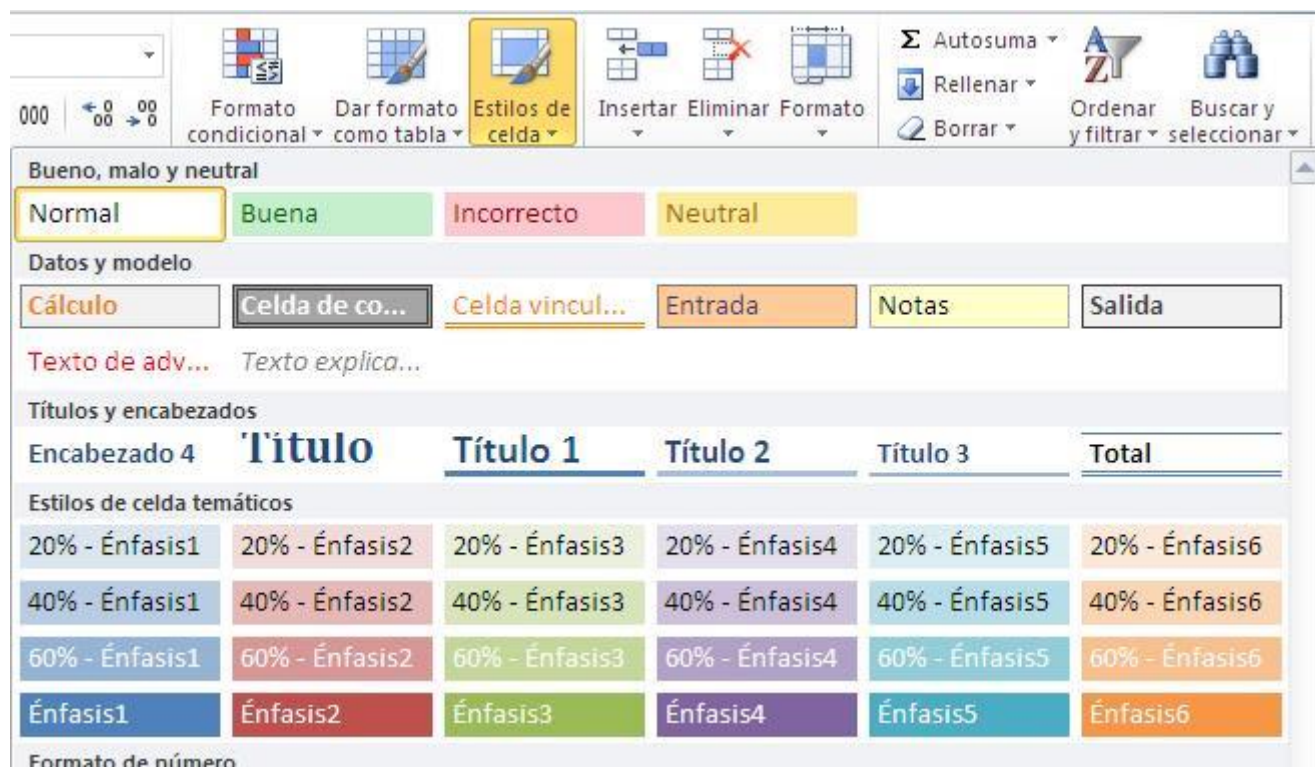 Σ Autosuma
Rellenar
Borrar
000 ,0 ,00 ,00 ,0
Formato condicional
Dar formato como tabla
Estilos de celda
Insertar Eliminar Formato
Ordenar y filtrar
Buscar y seleccionar
Bueno, malo y neutral
Normal Buena Incorrecto Neutral
Datos y modelo
Cálculo Celda de co... Celda vincul... Entrada Notas Salida
Texto de adv... Texto explica...
Títulos y encabezados
Encabezado 4 Título Título 1 Título 2 Título 3 Total
Estilos de celda temáticos
20% - Énfasis1 20% - Énfasis2 20% - Énfasis3 20% - Énfasis4 20% - Énfasis5 20% - Énfasis6
40% - Énfasis1 40% - Énfasis2 40% - Énfasis3 40% - Énfasis4 40% - Énfasis5 40% - Énfasis6
60% - Énfasis1 60% - Énfasis2 60% - Énfasis3 60% - Énfasis4 60% - Énfasis5 60% - Énfasis6
Énfasis1 Énfasis2 Énfasis3 Énfasis4 Énfasis5 Énfasis6
Formato de número